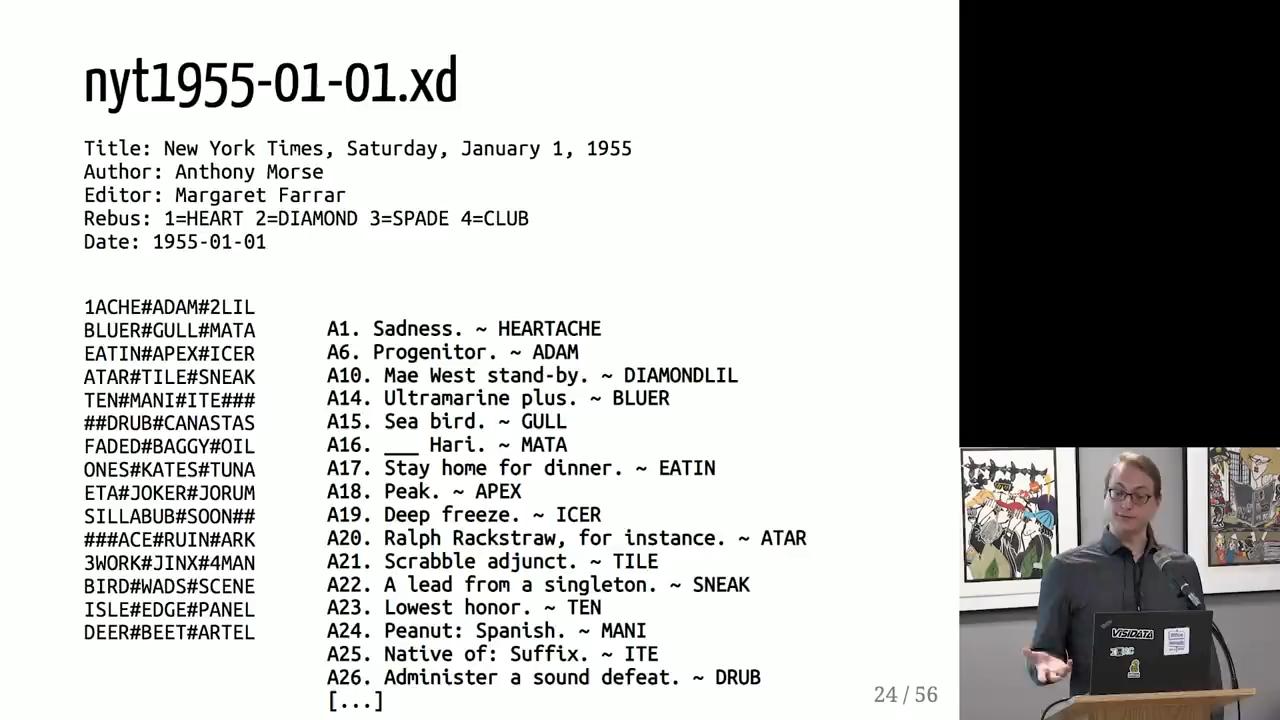 nyt1955-01-01.xd
Title: New York Times, Saturday, January 1, 1955
Author: Anthony Morse
Editor: Margaret Farrar
Rebus: 1=HEART 2=DIAMOND 3=SPADE 4=CLUB
Date: 1955-01-01
1ACHE#ADAM#2LIL
BLUER#GULL#MATA
EATIN#APEX#ICER
ATAR#TILE#SNEAK
TEN#MANI#ITE###
##DRUB#CANASTAS
FADED#BAGGY#OIL
ONES#KATES#TUNA
ETA#JOKER#JORUM
SILLABUB#SOON##
###ACE#RUIN#ARK
3WORK#JINX#4MAN
BIRD#WADS#SCENE
ISLE#EDGE#PANEL
DEER#BEET#ARTEL
A1. Sadness. ~ HEARTACHE
A6. Progenitor. ~ ADAM
A10. Mae West stand-by. ~ DIAMONDLIL
A14. Ultramarine plus. ~ BLUER
A15. Sea bird. ~ GULL
A16. ___ Hari. ~ MATA
A17. Stay home for dinner. ~ EATIN
A18. Peak. ~ APEX
A19. Deep freeze. ~ ICER
A20. Ralph Rackstraw, for instance. ~ ATAR
A21. Scrabble adjunct. ~ TILE
A22. A lead from a singleton. ~ SNEAK
A23. Lowest honor. ~ TEN
A24. Peanut: Spanish. ~ MANI
A25. Native of: Suffix. ~ ITE
A26. Administer a sound defeat. ~ DRUB
[...]
24 / 56
VISIDATA